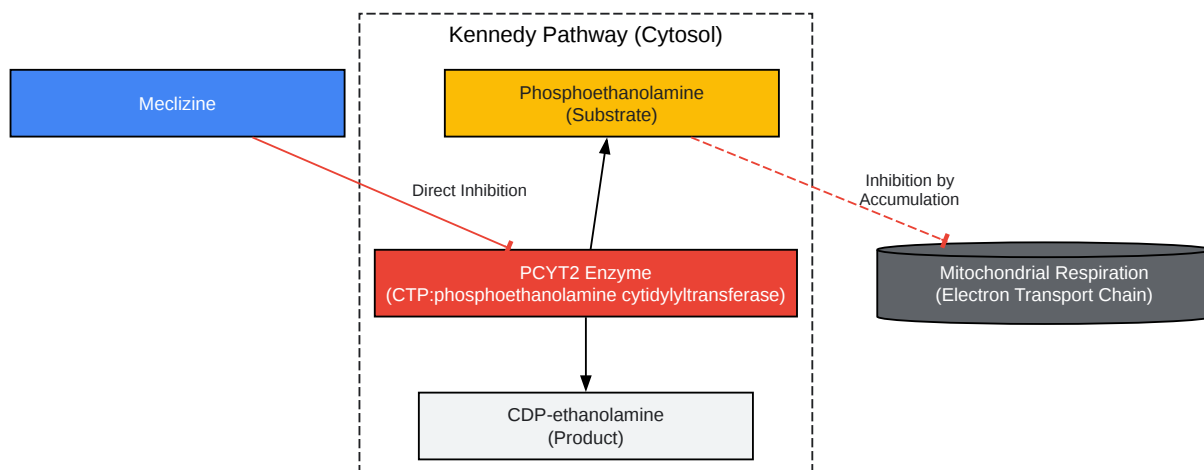 Kennedy Pathway (Cytosol)
Meclizine
Phosphoethanolamine
(Substrate)
Direct Inhibition
Inhibition by
Accumulation
PCYT2 Enzyme
(CTP:phosphoethanolamine cytidylyltransferase)
Mitochondrial Respiration
(Electron Transport Chain)
CDP-ethanolamine
(Product)